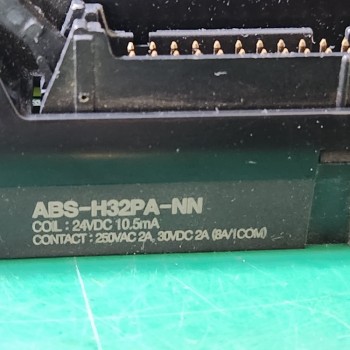 ABS-H32PA-NN
COIL : 24VDC 10.5mA
CONTACT : 250VAC 2A, 30VDC 2A (8A/1COM)